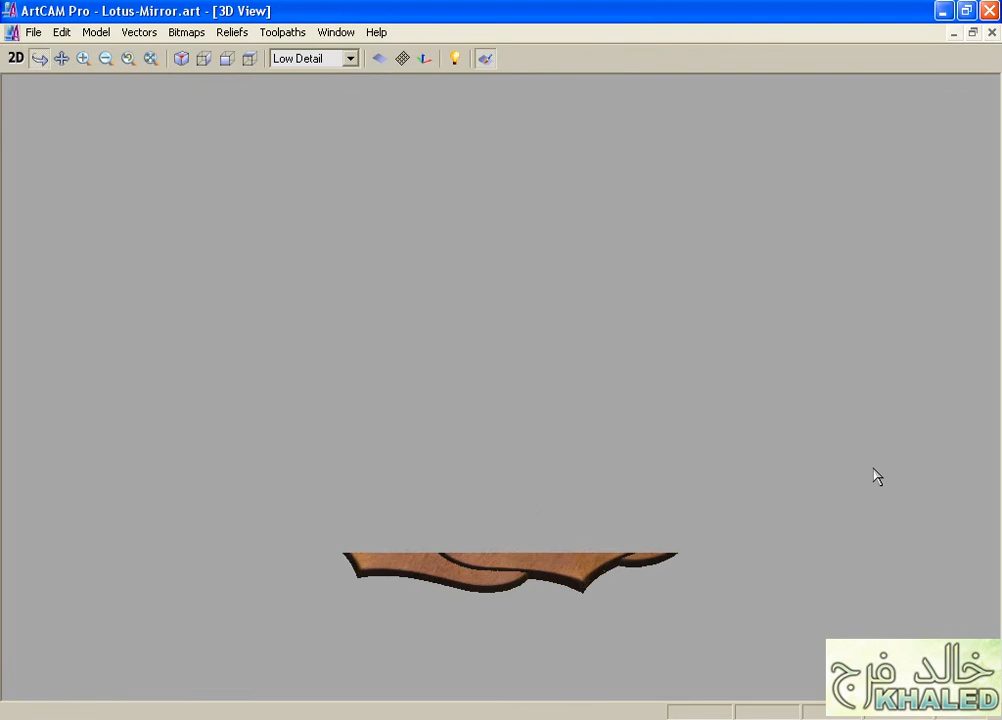 ArtCAM Pro - Lotus-Mirror.art - [3D View]
File Edit Model Vectors Bitmaps Reliefs Toolpaths Window Help
2D Low Detail
خالد فرج
KHALED